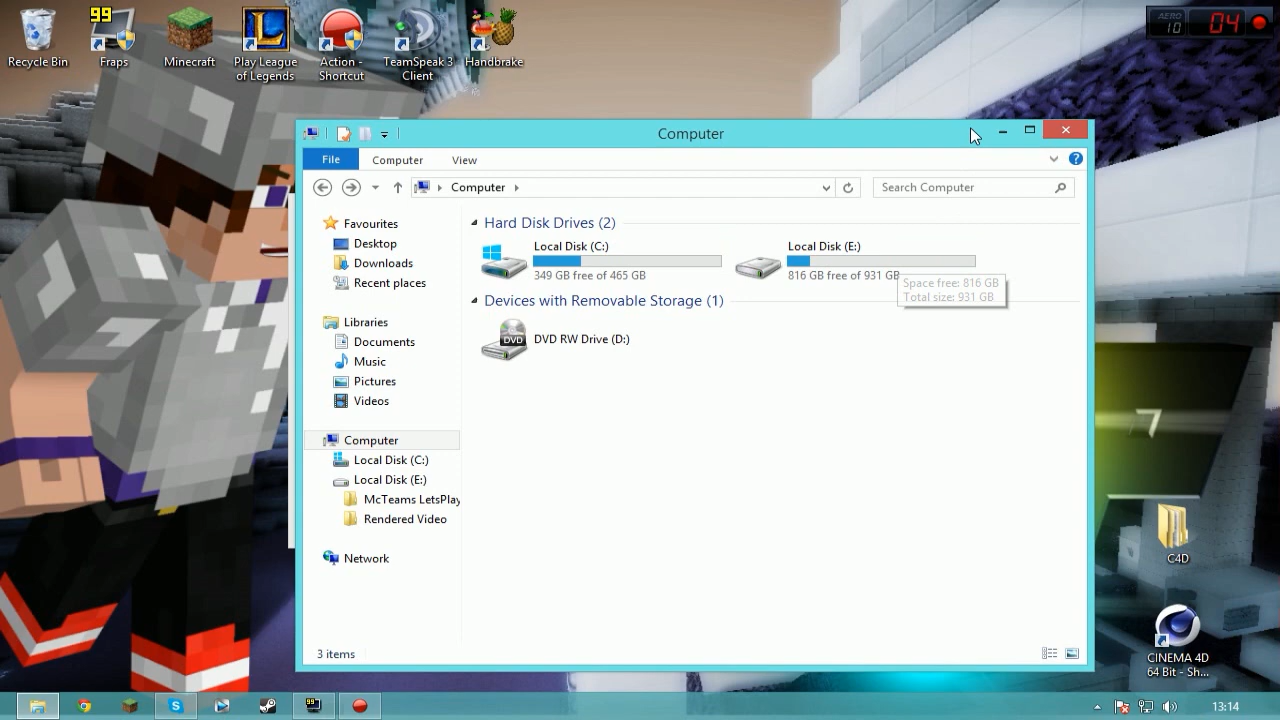 99
Recycle Bin
Fraps
Minecraft
Play League
of Legends
Action -
Shortcut
TeamSpeak 3
Client
Handbrake
AERO
10
04
Computer
File
Computer
View
Computer
Search Computer
Favourites
Desktop
Downloads
Recent places
Libraries
Documents
Music
Pictures
Videos
Computer
Local Disk (C:)
Local Disk (E:)
McTeams LetsPlay
Rendered Video
Network
Hard Disk Drives (2)
Local Disk (C:)
349 GB free of 465 GB
Local Disk (E:)
816 GB free of 931 GB
Space free: 816 GB
Total size: 931 GB
Devices with Removable Storage (1)
DVD
DVD RW Drive (D:)
3 items
C4D
CINEMA 4D
64 Bit - Sh...
99
13:14